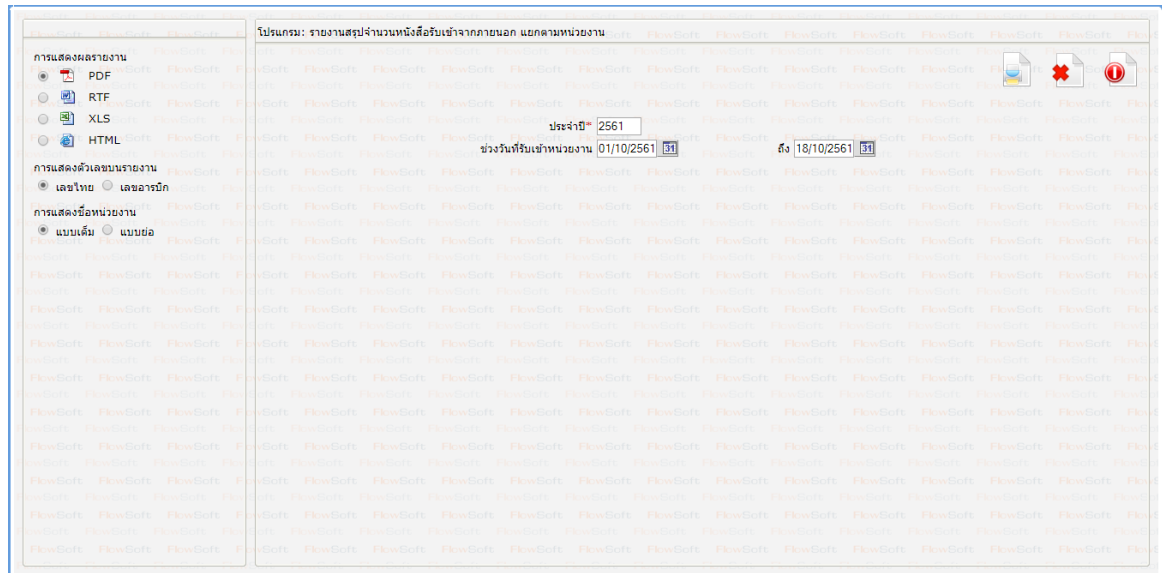 โปรแกรม: รายงานสรุปจำนวนหนังสือรับเข้าจากภายนอก แยกตามหน่วยงาน
การแสดงผลรายงาน
PDF
RTF
XLS
HTML
การแสดงตัวเลขบนรายงาน
เลขไทย เลขอารบิก
การแสดงชื่อหน่วยงาน
แบบเต็ม แบบย่อ
ประจำปี* 2561
ช่วงวันที่รับเข้าหน่วยงาน 01/10/2561 31 ถึง 18/10/2561 31
FlowSoft